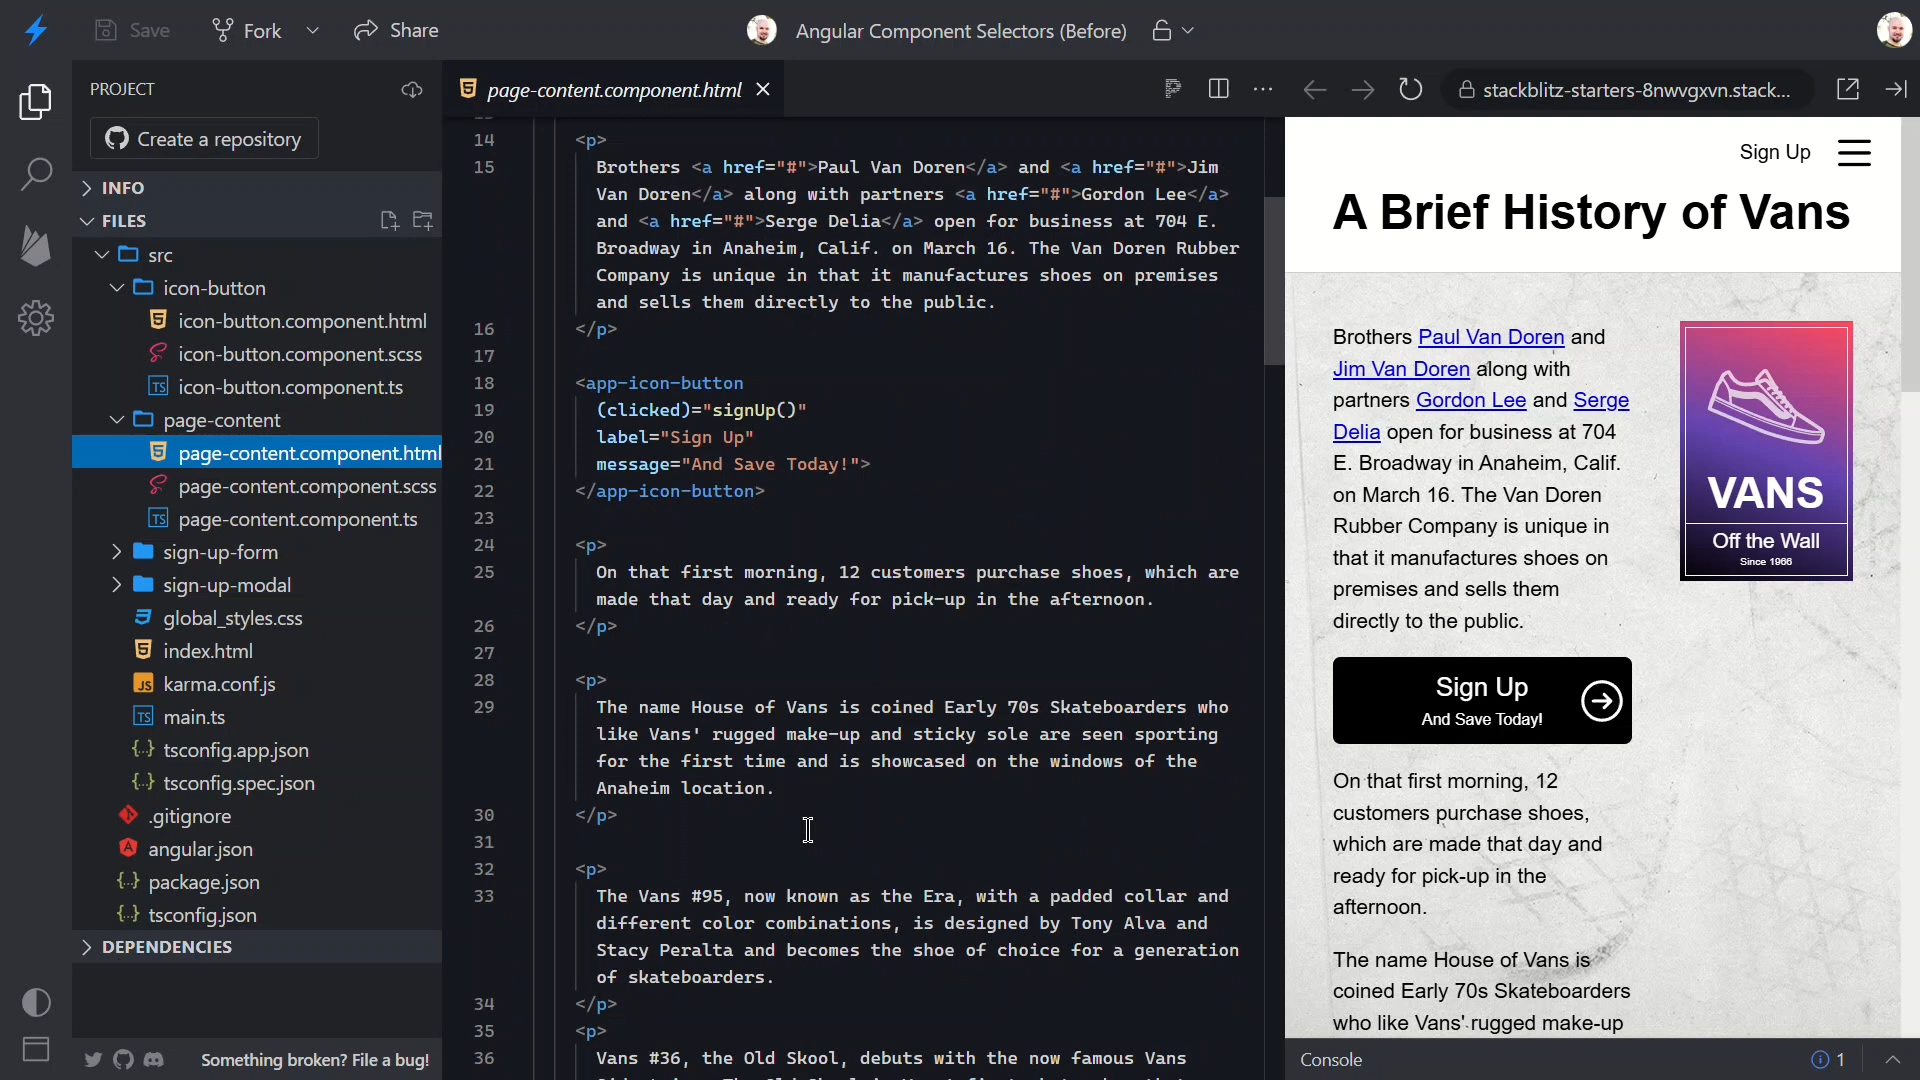 Save
Fork
Share
Angular Component Selectors (Before)
PROJECT
Create a repository
INFO
FILES
src
icon-button
icon-button.component.html
icon-button.component.scss
TS icon-button.component.ts
page-content
page-content.component.html
page-content.component.scss
TS page-content.component.ts
sign-up-form
sign-up-modal
global_styles.css
index.html
JS karma.conf.js
TS main.ts
tsconfig.app.json
tsconfig.spec.json
.gitignore
angular.json
package.json
tsconfig.json
DEPENDENCIES
Something broken? File a bug!
page-content.component.html
14 <p>
15 Brothers <a href="#">Paul Van Doren</a> and <a href="#">Jim
Van Doren</a> along with partners <a href="#">Gordon Lee</a>
and <a href="#">Serge Delia</a> open for business at 704 E.
Broadway in Anaheim, Calif. on March 16. The Van Doren Rubber
Company is unique in that it manufactures shoes on premises
and sells them directly to the public.
16 </p>
17
18 <app-icon-button
19 (clicked)="signUp()"
20 label="Sign Up"
21 message="And Save Today!">
22 </app-icon-button>
23
24 <p>
25 On that first morning, 12 customers purchase shoes, which are
made that day and ready for pick-up in the afternoon.
26 </p>
27
28 <p>
29 The name House of Vans is coined Early 70s Skateboarders who
like Vans' rugged make-up and sticky sole are seen sporting
for the first time and is showcased on the windows of the
Anaheim location.
30 </p>
31
32 <p>
33 The Vans #95, now known as the Era, with a padded collar and
different color combinations, is designed by Tony Alva and
Stacy Peralta and becomes the shoe of choice for a generation
of skateboarders.
34 </p>
35 <p>
36 Vans #36, the Old Skool, debuts with the now famous Vans
stackblitz-starters-8nwvgxvn.stack...
Sign Up
A Brief History of Vans
Brothers Paul Van Doren and
Jim Van Doren along with
partners Gordon Lee and Serge
Delia open for business at 704
E. Broadway in Anaheim, Calif.
on March 16. The Van Doren
Rubber Company is unique in
that it manufactures shoes on
premises and sells them
directly to the public.
VANS
Off the Wall
Since 1966
Sign Up
And Save Today!
On that first morning, 12
customers purchase shoes,
which are made that day and
ready for pick-up in the
afternoon.
The name House of Vans is
coined Early 70s Skateboarders
who like Vans' rugged make-up
Console
1